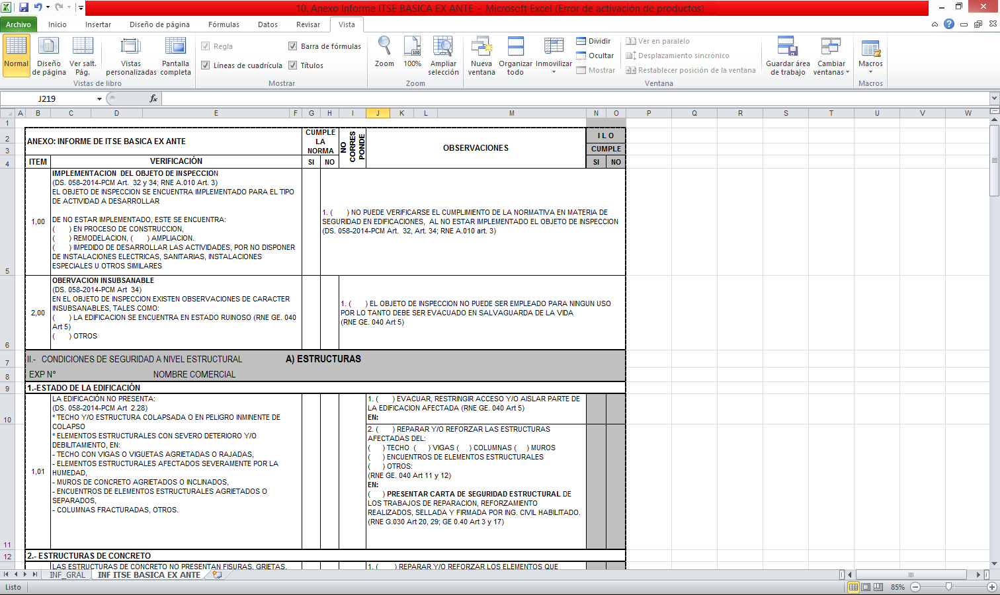 10. Anexo Informe ITSE BASICA EX ANTE - Microsoft Excel (Error de activación de productos)
Archivo Inicio Insertar Diseño de página Fórmulas Datos Revisar Vista
Normal Diseño de página Ver salt. Pág. Vistas personalizadas Pantalla completa
Vistas de libro
Regla Barra de fórmulas
Líneas de cuadrícula Títulos
Mostrar
Zoom 100% Ampliar selección
Zoom
Nueva ventana Organizar todo Inmovilizar
Dividir
Ocultar
Mostrar
Ver en paralelo
Desplazamiento sincrónico
Restablecer posición de la ventana
Guardar área de trabajo Cambiar ventanas
Ventana
Macros
Macros
J219 fx
A B C D E F G H I J K L M N O P Q R S T U V W
1
2
3
4
5
6
7
8
9
10
11
12
ANEXO: INFORME DE ITSE BASICA EX ANTE
CUMPLE
LA
NORMA
NO
CORRES
PONDE
OBSERVACIONES
I L O
CUMPLE
ITEM VERIFICACIÓN SI NO SI NO
1,00
IMPLEMENTACION DEL OBJETO DE INSPECCION
(DS. 058-2014-PCM Art. 32 y 34; RNE A.010 Art. 3)
EL OBJETO DE INSPECCION SE ENCUENTRA IMPLEMENTADO PARA EL TIPO
DE ACTIVIDAD A DESARROLLAR
DE NO ESTAR IMPLEMENTADO, ESTE SE ENCUENTRA:
( ) EN PROCESO DE CONSTRUCCION,
( ) REMODELACION, ( ) AMPLIACION.
( ) IMPEDIDO DE DESARROLLAR LAS ACTIVIDADES, POR NO DISPONER
DE INSTALACIONES ELECTRICAS, SANITARIAS, INSTALACIONES
ESPECIALES U OTROS SIMILARES
1. ( ) NO PUEDE VERIFICARSE EL CUMPLIMIENTO DE LA NORMATIVA EN MATERIA DE
SEGURIDAD EN EDIFICACIONES, AL NO ESTAR IMPLEMENTADO EL OBJETO DE INSPECCION
(DS. 058-2014-PCM Art. 32, Art. 34; RNE A.010 art. 3)
2,00
OBERVACION INSUBSANABLE
(DS. 058-2014-PCM Art 34)
EN EL OBJETO DE INSPECCION EXISTEN OBSERVACIONES DE CARACTER
INSUBSANABLES, TALES COMO:
( ) LA EDIFICACION SE ENCUENTRA EN ESTADO RUINOSO (RNE GE. 040
Art 5)
( ) OTROS
1. ( ) EL OBJETO DE INSPECCION NO PUEDE SER EMPLEADO PARA NINGUN USO
POR LO TANTO DEBE SER EVACUADO EN SALVAGUARDA DE LA VIDA
(RNE GE. 040 Art 5)
II.- CONDICIONES DE SEGURIDAD A NIVEL ESTRUCTURAL A) ESTRUCTURAS
EXP N° NOMBRE COMERCIAL
1.-ESTADO DE LA EDIFICACIÓN
1,01
LA EDIFICACIÓN NO PRESENTA:
(DS. 058-2014-PCM Art 2.28)
* TECHO Y/O ESTRUCTURA COLAPSADA O EN PELIGRO INMINENTE DE
COLAPSO
* ELEMENTOS ESTRUCTURALES CON SEVERO DETERIORO Y/O
DEBILITAMIENTO, EN:
- TECHO CON VIGAS O VIGUETAS AGRIETADAS O RAJADAS,
- ELEMENTOS ESTRUCTURALES AFECTADOS SEVERAMENTE POR LA
HUMEDAD,
- MUROS DE CONCRETO AGRIETADOS O INCLINADOS,
- ENCUENTROS DE ELEMENTOS ESTRUCTURALES AGRIETADOS O
SEPARADOS,
- COLUMNAS FRACTURADAS, OTROS.
1. ( ) EVACUAR, RESTRINGIR ACCESO Y/O AISLAR PARTE DE
LA EDIFICACION AFECTADA (RNE GE. 040 Art 5)
EN:
2. ( ) REPARAR Y/O REFORZAR LAS ESTRUCTURAS
AFECTADAS DEL:
( ) TECHO ( ) VIGAS ( ) COLUMNAS ( ) MUROS
( ) ENCUENTROS DE ELEMENTOS ESTRUCTURALES
( ) OTROS:
(RNE GE. 040 Art 11 y 12)
EN:
( ) PRESENTAR CARTA DE SEGURIDAD ESTRUCTURAL DE
LOS TRABAJOS DE REPARACION, REFORZAMIENTO
REALIZADOS, SELLADA Y FIRMADA POR ING. CIVIL HABILITADO.
(RNE G.030 Art 20, 29; GE 0.40 Art 3 y 17)
2.- ESTRUCTURAS DE CONCRETO
LAS ESTRUCTURAS DE CONCRETO NO PRESENTAN FISURAS, GRIETAS,
1. ( ) REPARAR Y/O REFORZAR LOS ELEMENTOS QUE
INF_GRAL INF ITSE BASICA EX ANTE
Listo 85%